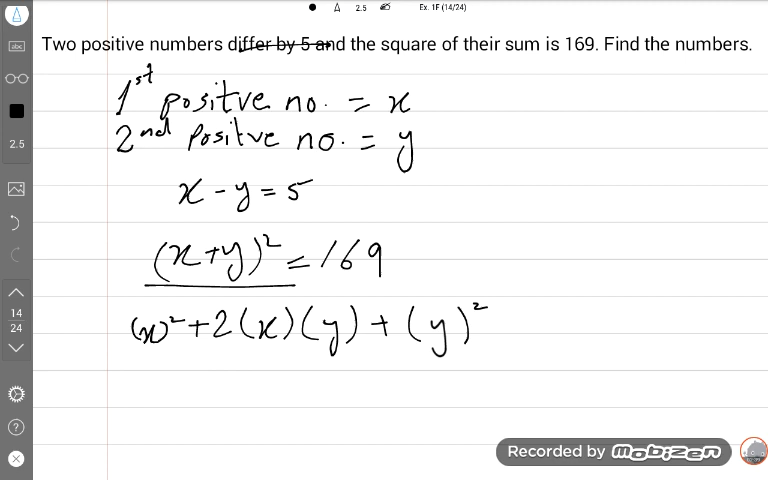 2.5 Ex. 1F (14/24)
Two positive numbers differ by 5 and the square of their sum is 169. Find the numbers.
abc
1st positve no. = x
2nd positve no. = y
2.5
x - y = 5
(x+y)² = 169
14
24
(x)² + 2(x)(y) + (y)²
Recorded by mobizen